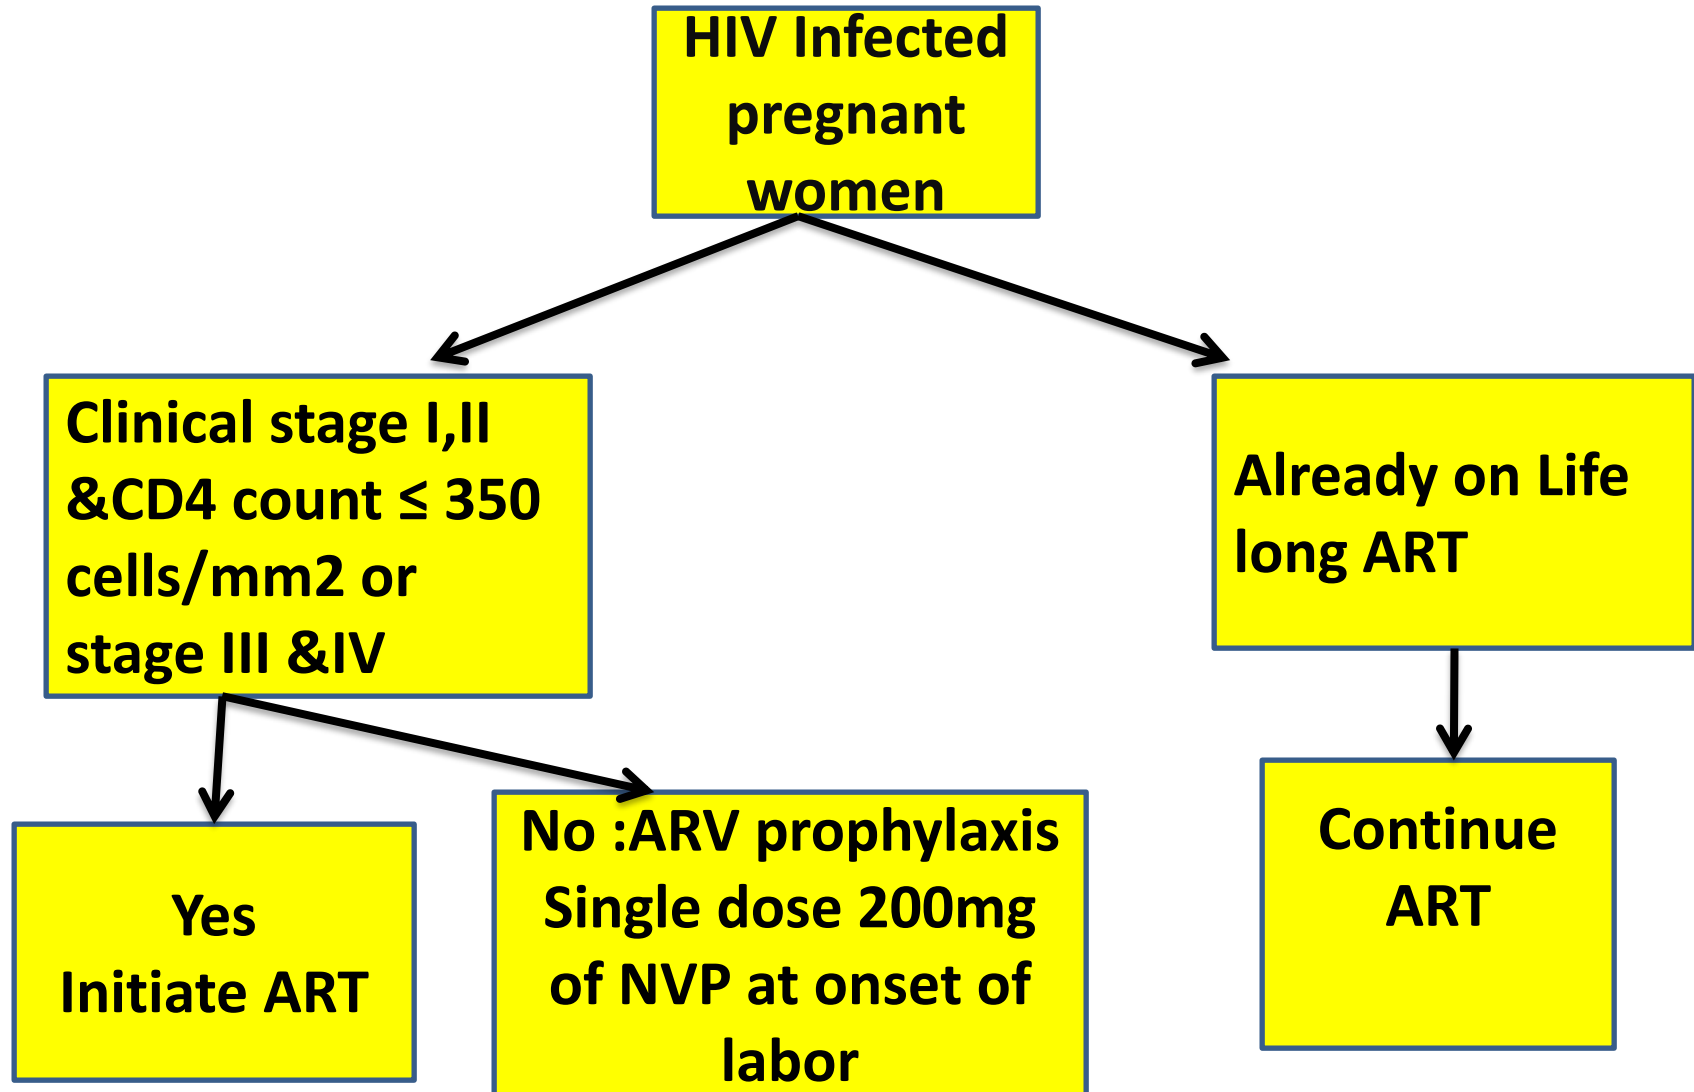 HIV Infected
pregnant
women
Clinical stage I,II
&CD4 count ≤ 350
cells/mm2 or
stage III &IV
Already on Life
long ART
Yes
Initiate ART
No :ARV prophylaxis
Single dose 200mg
of NVP at onset of
labor
Continue
ART